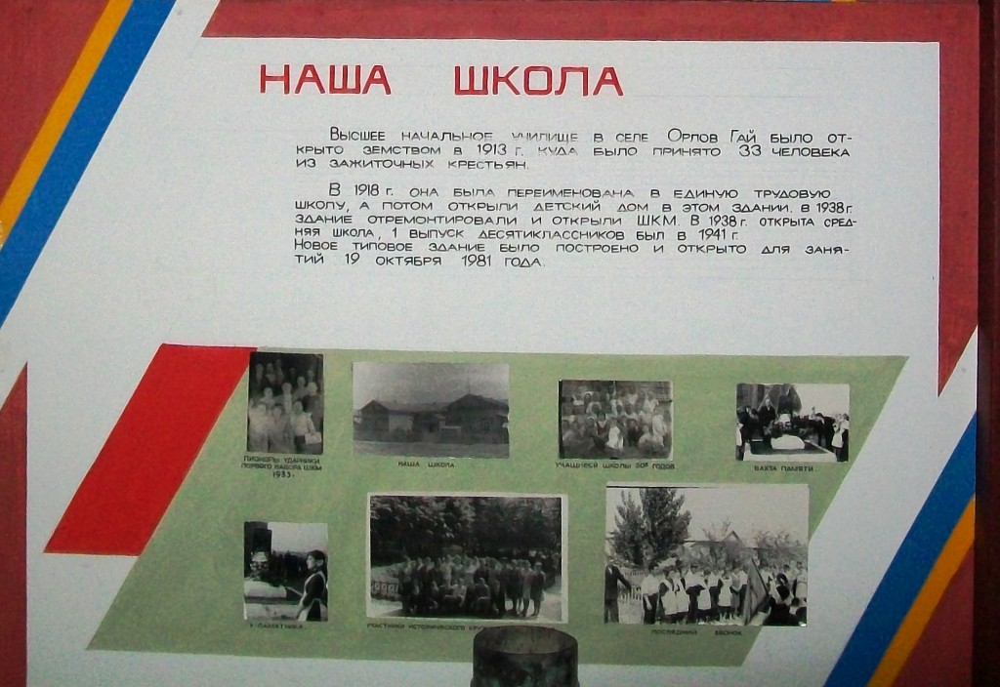 НАША ШКОЛА
ВЫСШЕЕ НАЧАЛЬНОЕ УЧИЛИЩЕ В СЕЛЕ ОРЛОВ ГАЙ БЫЛО ОТ-
КРЫТО ЗЕМСТВОМ В 1913 Г. КУДА БЫЛО ПРИНЯТО 33 ЧЕЛОВЕКА
ИЗ ЗАЖИТОЧНЫХ КРЕСТЬЯН.
В 1918 Г. ОНА БЫЛА ПЕРЕИМЕНОВАНА В ЕДИНУЮ ТРУДОВУЮ
ШКОЛУ, А ПОТОМ ОТКРЫЛИ ДЕТСКИЙ ДОМ В ЭТОМ ЗДАНИИ. В 1938 Г.
ЗДАНИЕ ОТРЕМОНТИРОВАЛИ И ОТКРЫЛИ ШКМ. В 1938 Г. ОТКРЫТА СРЕД-
НЯЯ ШКОЛА, 1 ВЫПУСК ДЕСЯТИКЛАССНИКОВ БЫЛ В 1941 Г.
НОВОЕ ТИПОВОЕ ЗДАНИЕ БЫЛО ПОСТРОЕНО И ОТКРЫТО ДЛЯ ЗАНЯ-
ТИЙ 19 ОКТЯБРЯ 1981 ГОДА.
ПИОНЕРЫ УДАРНИКИ
ПЕРВОГО НАБОРА ШКМ
1933г.
НАША ШКОЛА
УЧАЩИЕСЯ ШКОЛЫ ГОДОВ
ВАХТА ПАМЯТИ
У ПАМЯТНИКА
УЧАСТНИКИ ИСТОРИЧЕСКОГО
ПОСЛЕДНИЙ ЗВОНОК